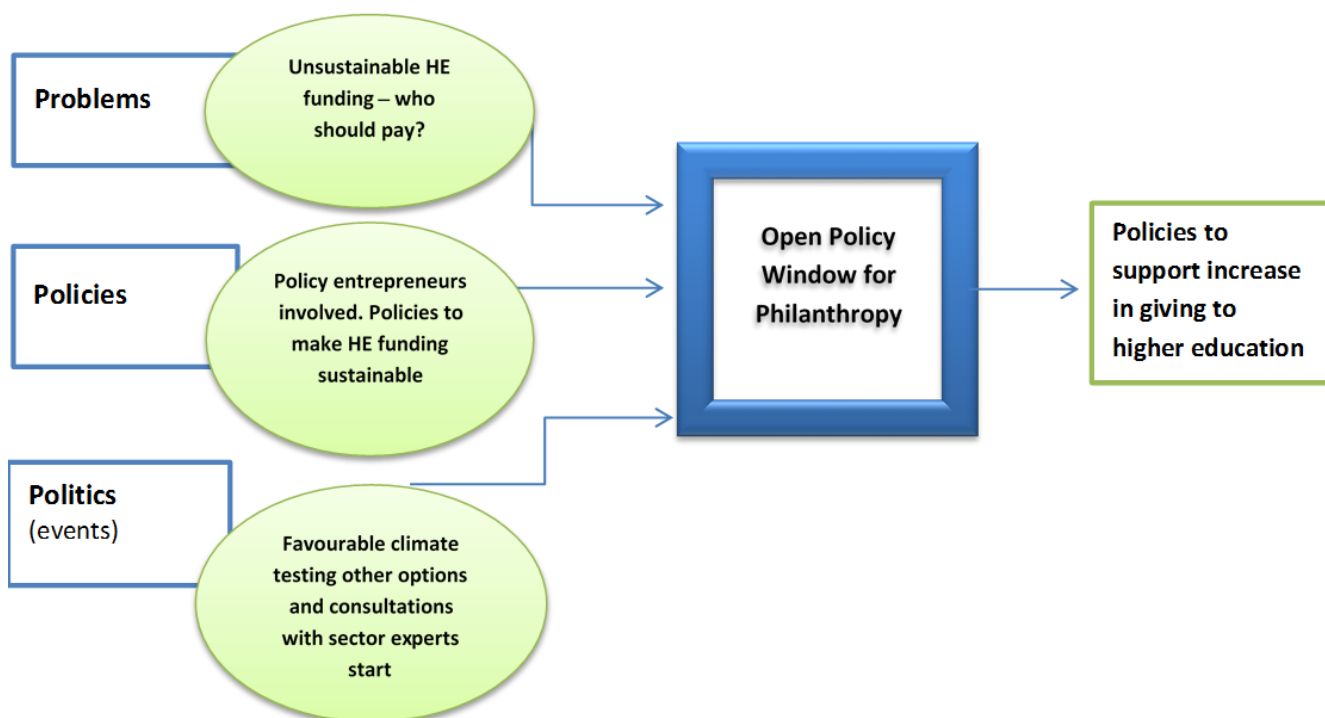 Problems
Unsustainable HE
funding – who
should pay?
Policies
Policy entrepreneurs
involved. Policies to
make HE funding
sustainable
Politics
(events)
Favourable climate
testing other options
and consultations
with sector experts
start
Open Policy
Window for
Philanthropy
Policies to
support increase
in giving to
higher education